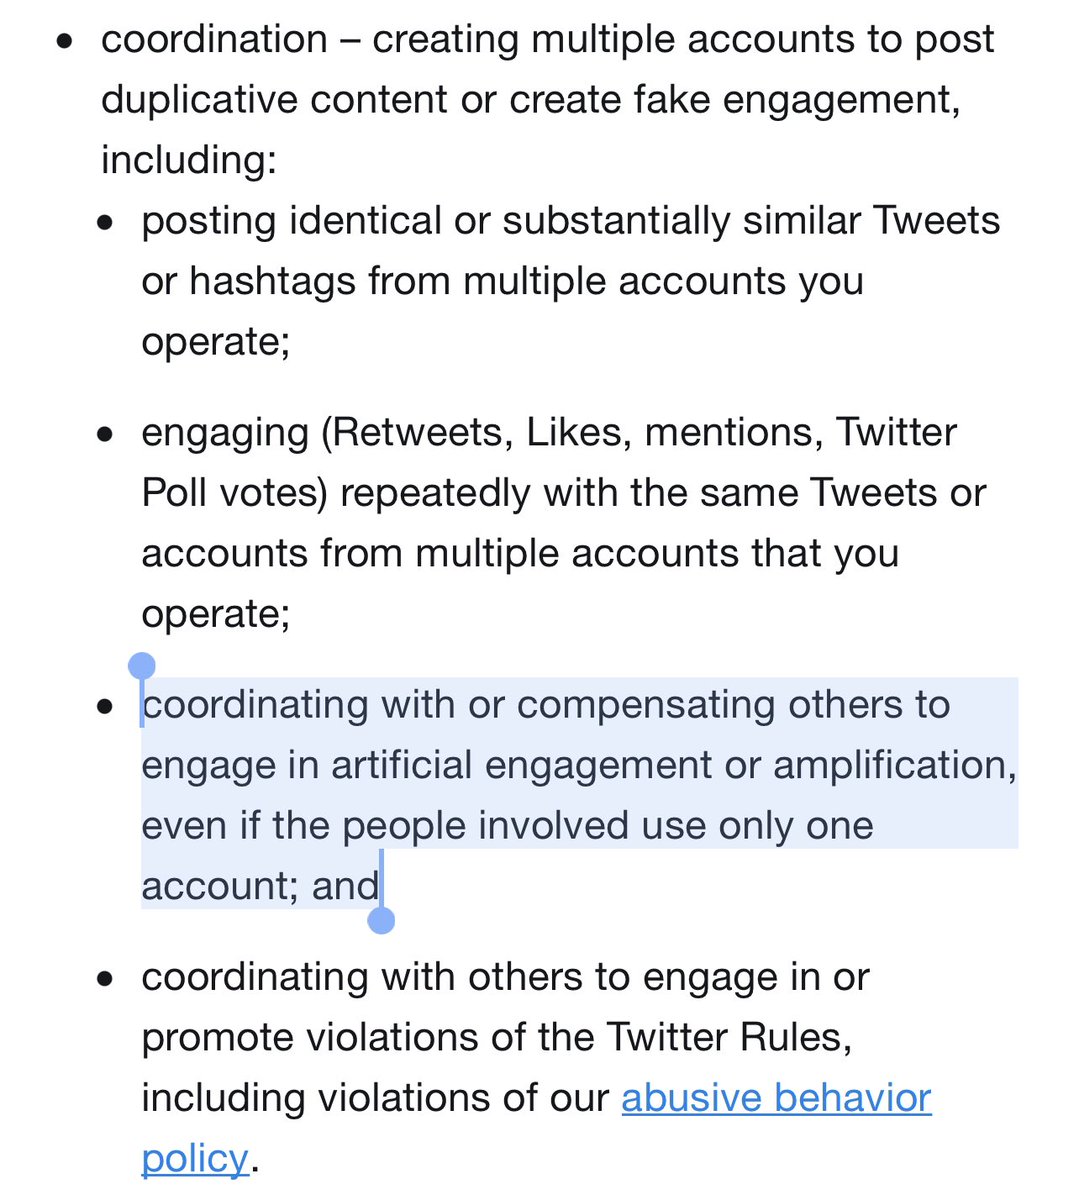 • coordination – creating multiple accounts to post
duplicative content or create fake engagement,
including:
• posting identical or substantially similar Tweets
or hashtags from multiple accounts you
operate;
• engaging (Retweets, Likes, mentions, Twitter
Poll votes) repeatedly with the same Tweets or
accounts from multiple accounts that you
operate;
• coordinating with or compensating others to
engage in artificial engagement or amplification,
even if the people involved use only one
account; and
• coordinating with others to engage in or
promote violations of the Twitter Rules,
including violations of our abusive behavior
policy.